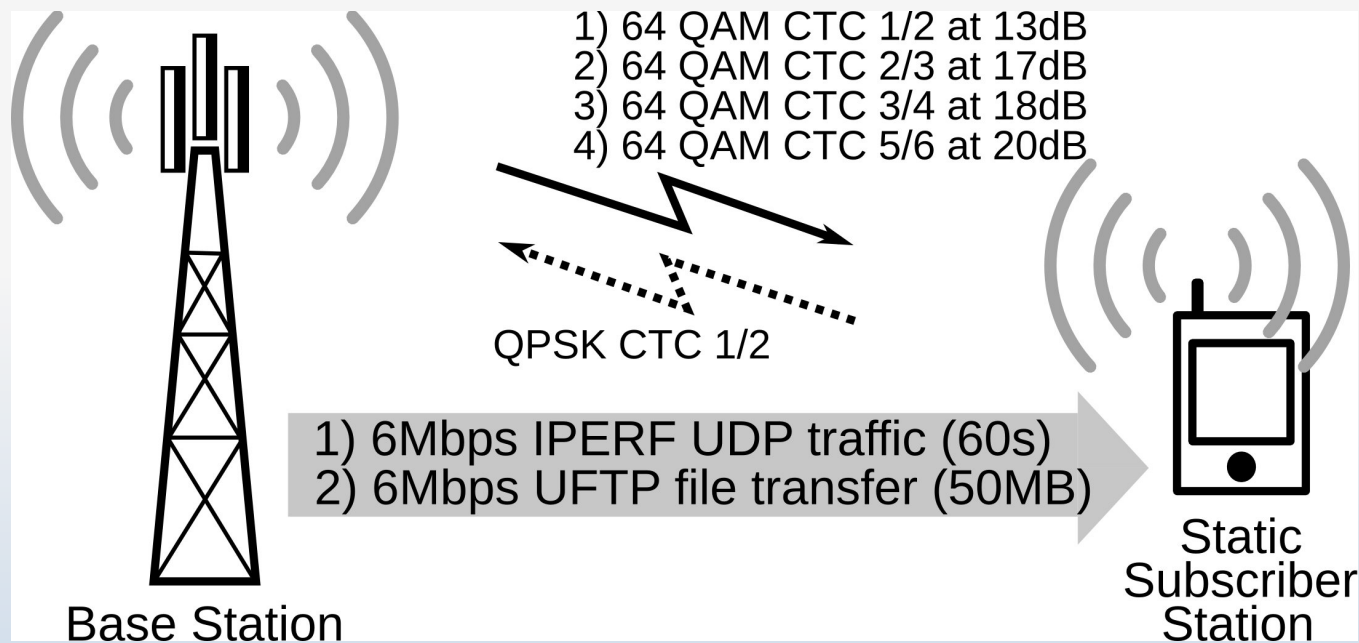 1) 64 QAM CTC 1/2 at 13dB
2) 64 QAM CTC 2/3 at 17dB
3) 64 QAM CTC 3/4 at 18dB
4) 64 QAM CTC 5/6 at 20dB
QPSK CTC 1/2
1) 6Mbps IPERF UDP traffic (60s)
2) 6Mbps UFTP file transfer (50MB)
Base Station
Static
Subscriber
Station